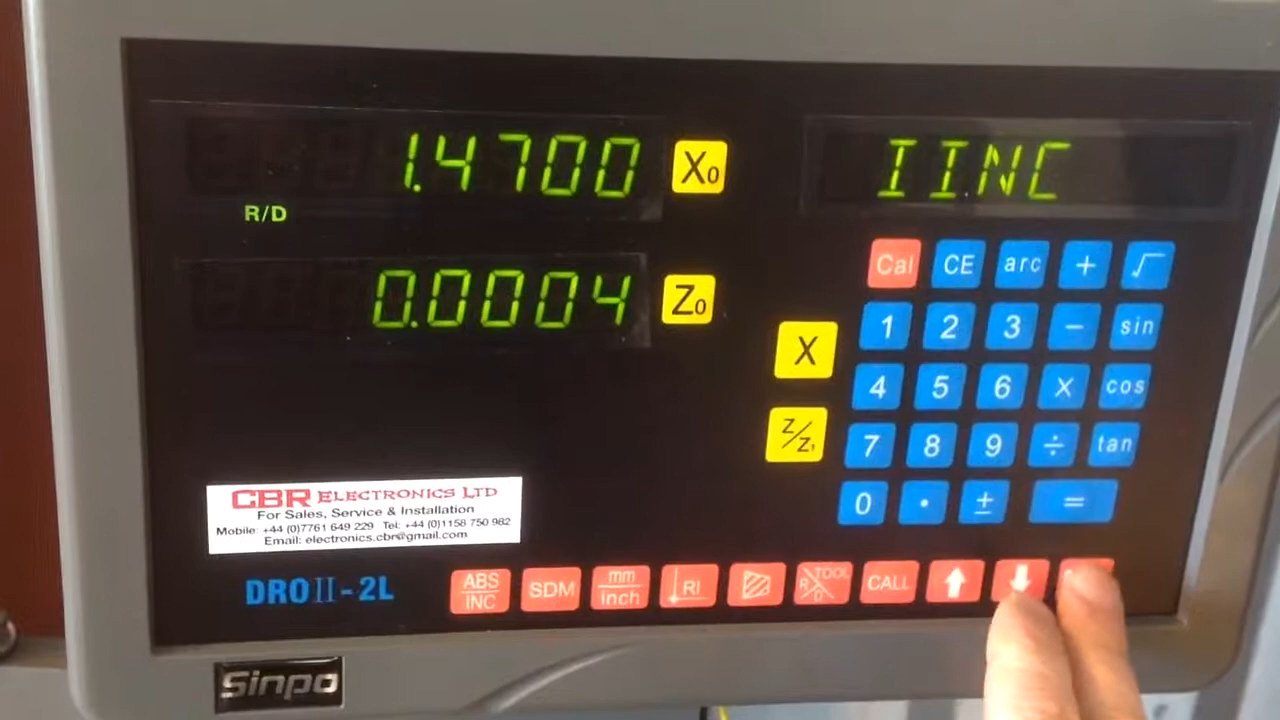 1.4700 X0 IINC
R/D
0.0004 Z0
Cal CE arc + √
X 1 2 3 − sin
4 5 6 X cos
Z/Z1 7 8 9 ÷ tan
0 · ± =
CBR ELECTRONICS LTD
For Sales, Service & Installation
Mobile: +44 (0)7761 649 229 Tel: +44 (0)1158 750 982
Email: electronics.cbr@gmail.com
DRO II-2L
ABS/INC SDM mm/inch RI TOOL R/D CALL ⬆ ⬇
Sinpo